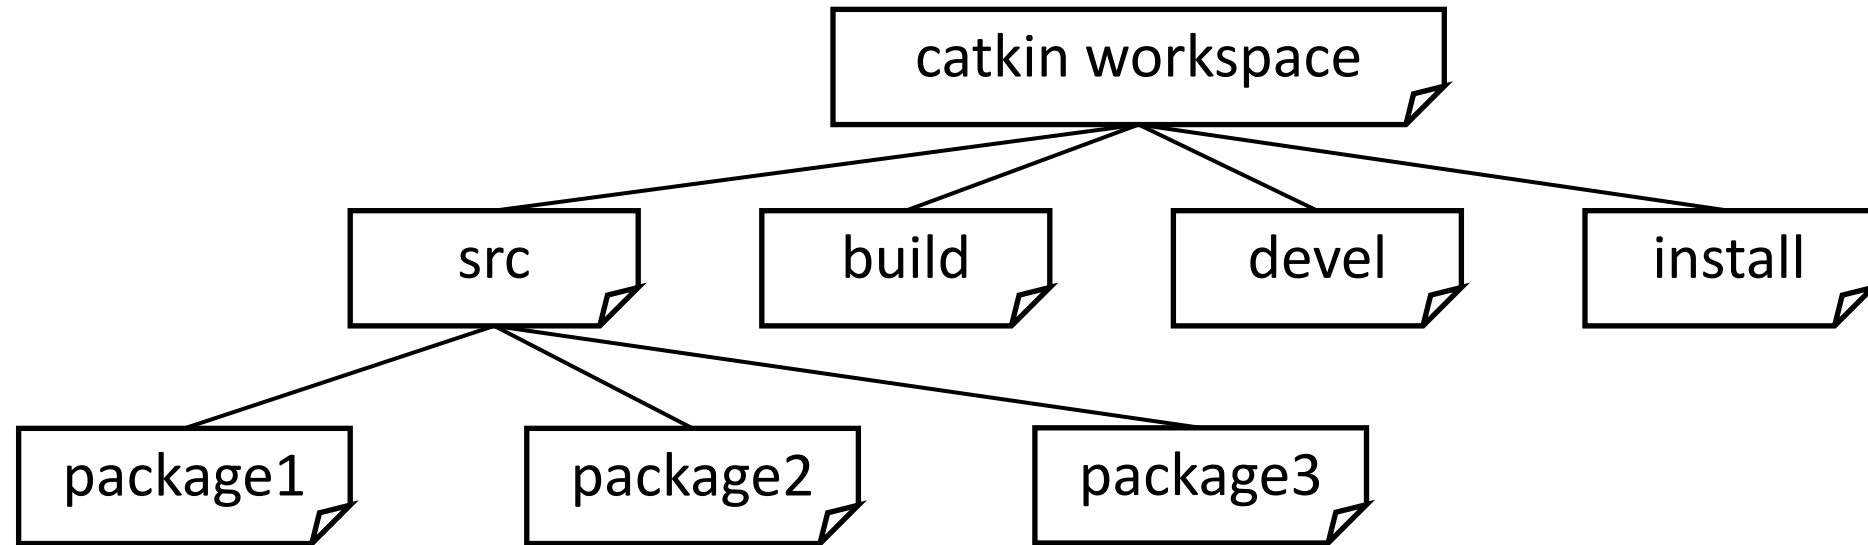 catkin workspace
src
build
devel
install
package1
package2
package3